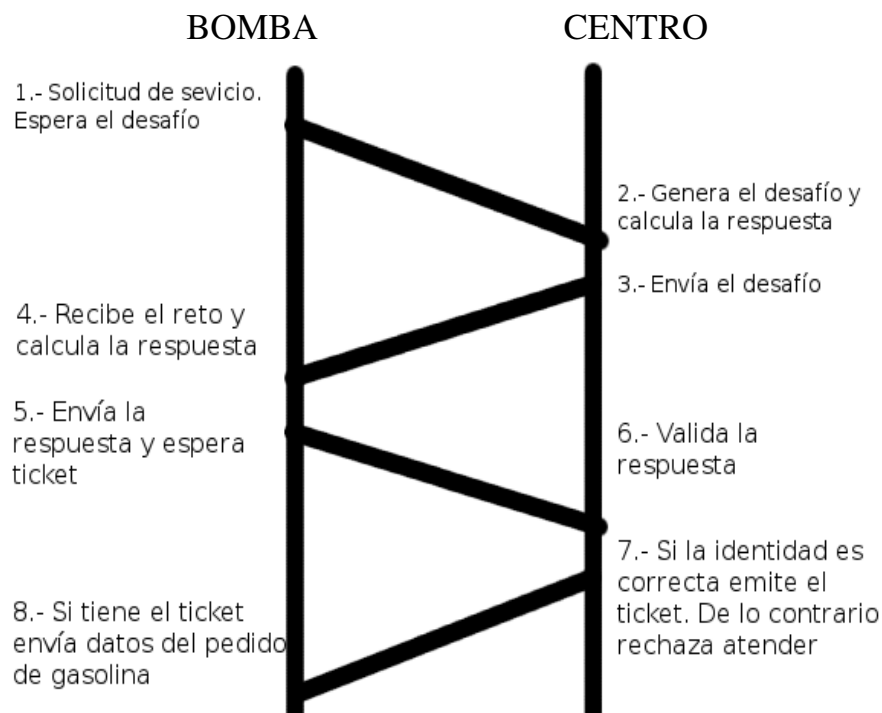 BOMBA
CENTRO
1.- Solicitud de sevicio.
Espera el desafío
2.- Genera el desafío y
calcula la respuesta
3.- Envía el desafío
4.- Recibe el reto y
calcula la respuesta
5.- Envía la
respuesta y espera
ticket
6.- Valida la
respuesta
7.- Si la identidad es
correcta emite el
ticket. De lo contrario
rechaza atender
8.- Si tiene el ticket
envía datos del pedido
de gasolina